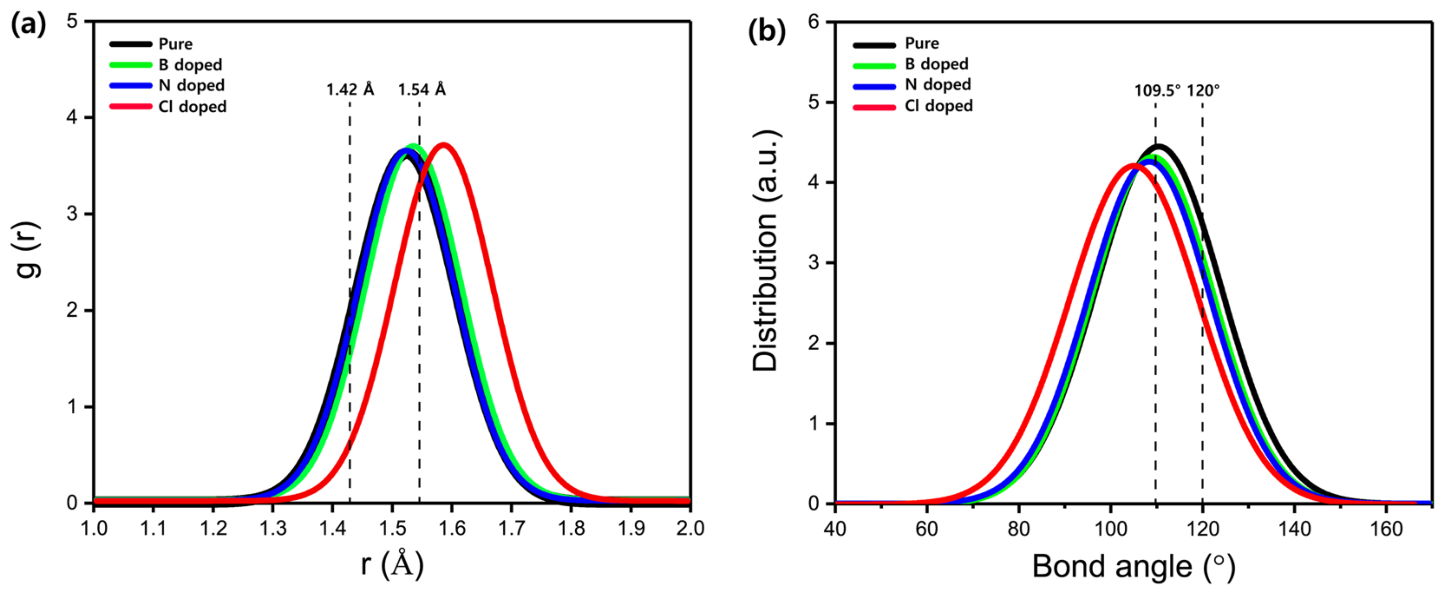 (a)
5
4
3
2
1
0
g (r)
Pure
B doped
N doped
Cl doped
1.42 Å 1.54 Å
1.0 1.1 1.2 1.3 1.4 1.5 1.6 1.7 1.8 1.9 2.0
r (Å)
(b)
6
5
4
3
2
1
0
Distribution (a.u.)
Pure
B doped
N doped
Cl doped
109.5° 120°
40 60 80 100 120 140 160
Bond angle (°)